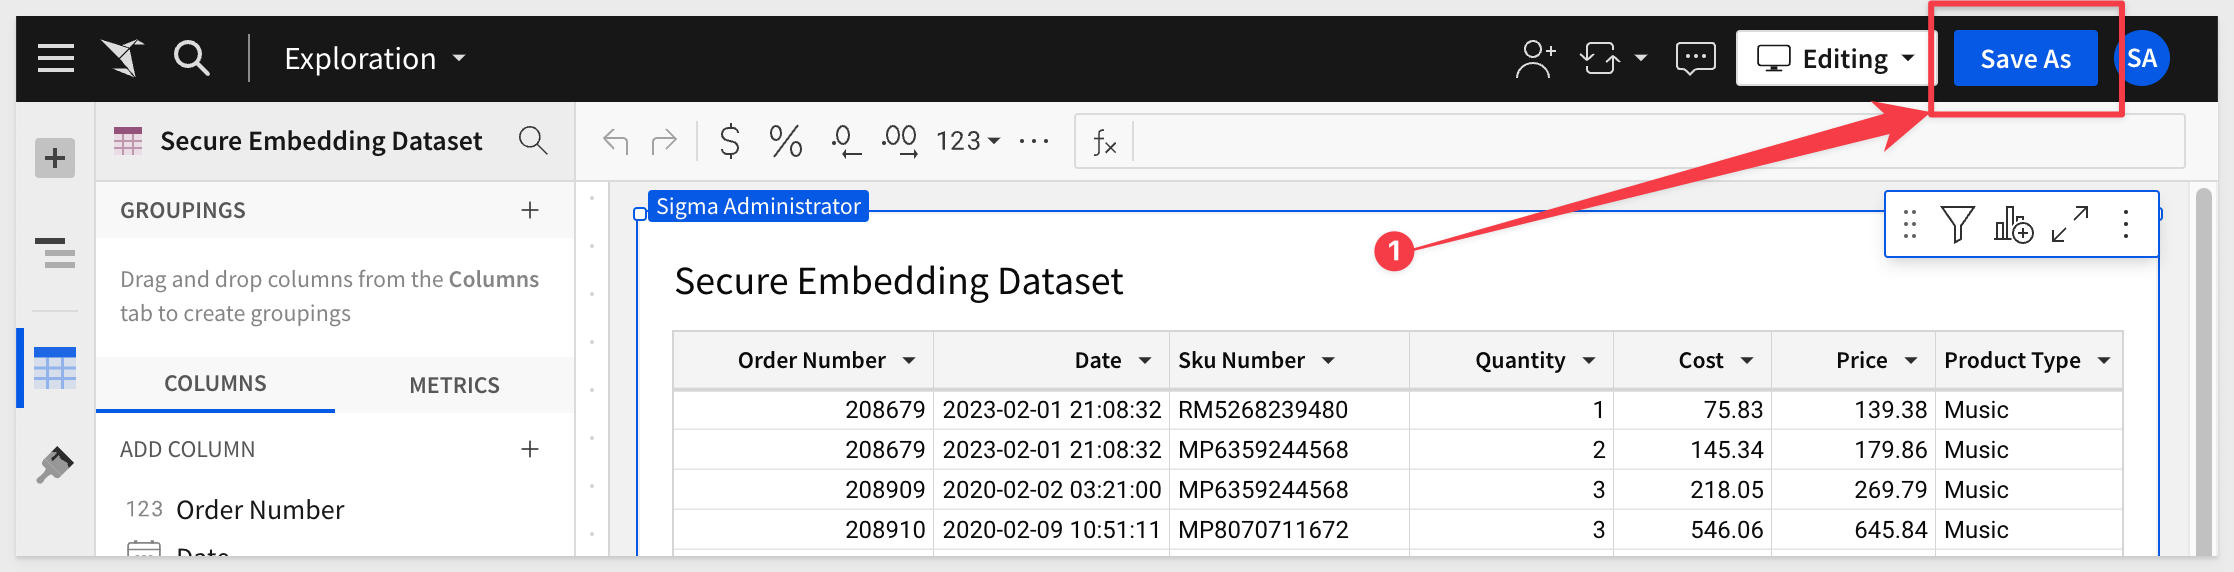 Exploration
Editing
Save As
SA
Secure Embedding Dataset
$ % .0 .00 123 ... fx
GROUPINGS +
Drag and drop columns from the Columns
tab to create groupings
COLUMNS METRICS
ADD COLUMN +
123 Order Number
Date
Sigma Administrator
1
Secure Embedding Dataset
Order Number Date Sku Number Quantity Cost Price Product Type
208679 2023-02-01 21:08:32 RM5268239480 1 75.83 139.38 Music
208679 2023-02-01 21:08:32 MP6359244568 2 145.34 179.86 Music
208909 2020-02-02 03:21:00 MP6359244568 3 218.05 269.79 Music
208910 2020-02-09 10:51:11 MP8070711672 3 546.06 645.84 Music